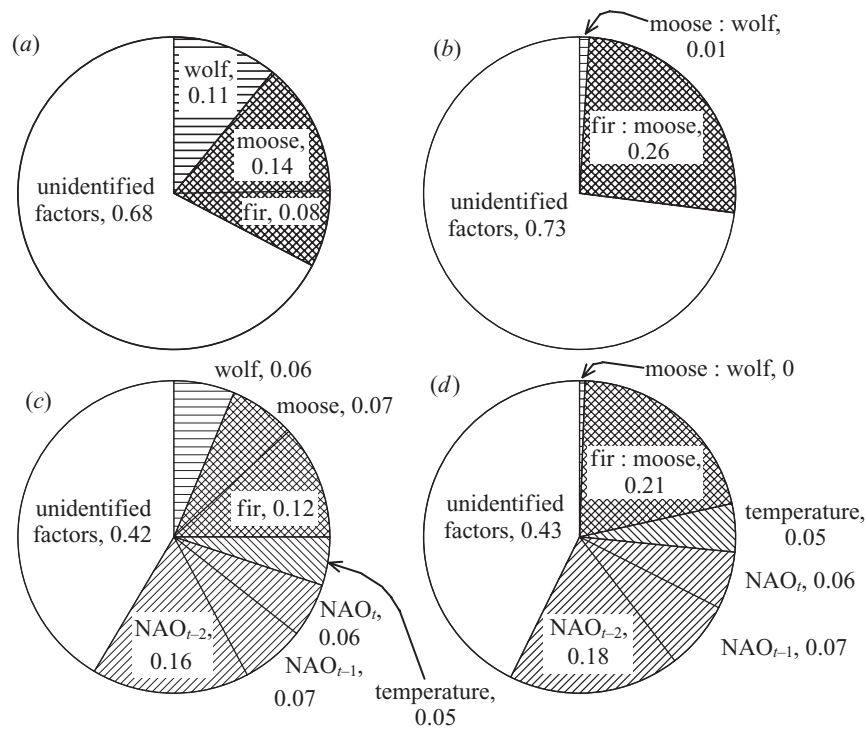 (a)
wolf,
0.11
moose,
0.14
fir, 0.08
unidentified
factors, 0.68
(b)
moose : wolf,
0.01
fir : moose,
0.26
unidentified
factors, 0.73
(c)
wolf, 0.06
moose, 0.07
fir, 0.12
unidentified
factors, 0.42
NAOt–2,
0.16
NAOt–1,
0.07
NAOt,
0.06
temperature,
0.05
(d)
moose : wolf, 0
fir : moose,
0.21
unidentified
factors, 0.43
temperature,
0.05
NAOt, 0.06
NAOt–1, 0.07
NAOt–2,
0.18